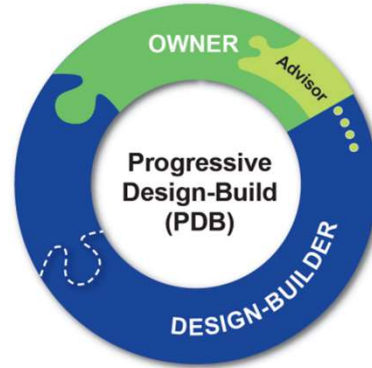 OWNER
Advisor
Progressive
Design-Build
(PDB)
DESIGN-BUILDER